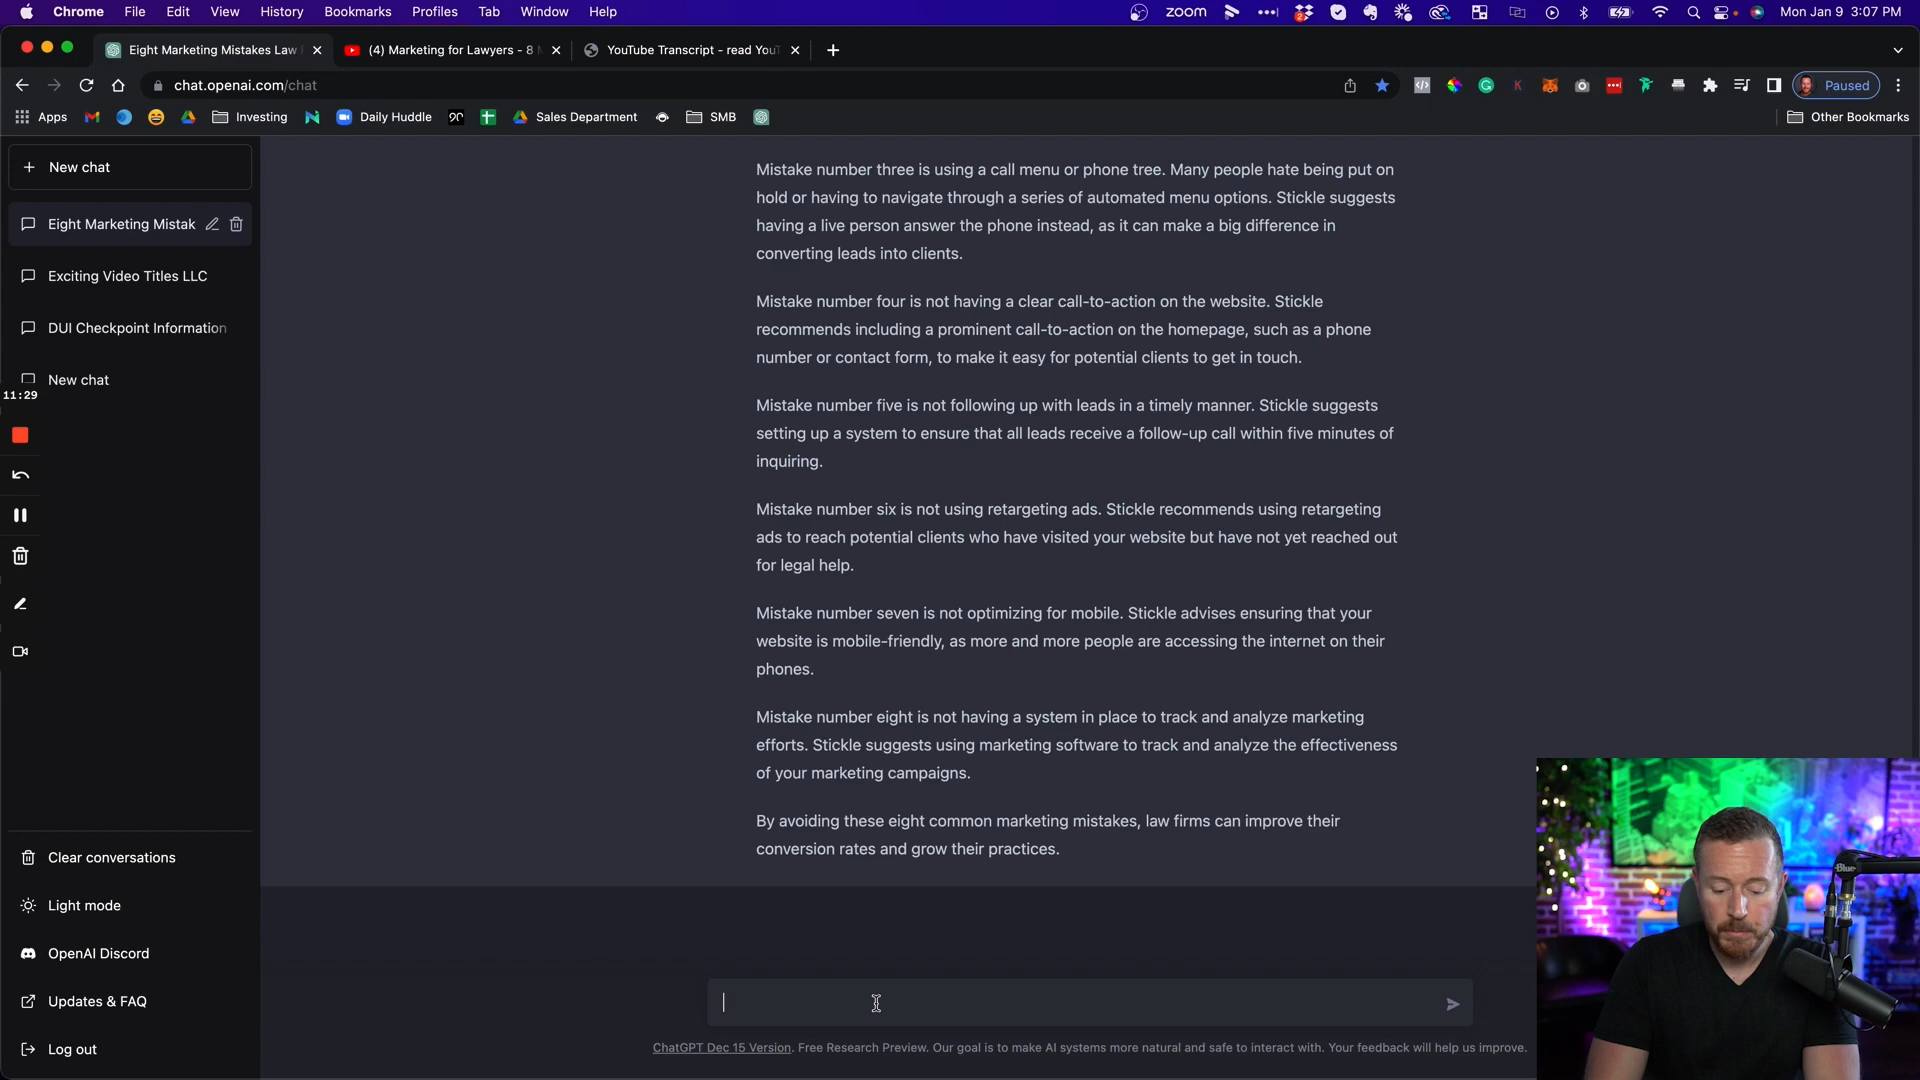 Chrome File Edit View History Bookmarks Profiles Tab Window Help
zoom
2
Mon Jan 9 3:07 PM
Eight Marketing Mistakes Law
(4) Marketing for Lawyers - 8
YouTube Transcript - read You
chat.openai.com/chat
Paused
Apps
Investing
Daily Huddle
Sales Department
SMB
Other Bookmarks
New chat
Eight Marketing Mistak
Exciting Video Titles LLC
DUI Checkpoint Information
New chat
11:29
Clear conversations
Light mode
OpenAI Discord
Updates & FAQ
Log out
Mistake number three is using a call menu or phone tree. Many people hate being put on
hold or having to navigate through a series of automated menu options. Stickle suggests
having a live person answer the phone instead, as it can make a big difference in
converting leads into clients.
Mistake number four is not having a clear call-to-action on the website. Stickle
recommends including a prominent call-to-action on the homepage, such as a phone
number or contact form, to make it easy for potential clients to get in touch.
Mistake number five is not following up with leads in a timely manner. Stickle suggests
setting up a system to ensure that all leads receive a follow-up call within five minutes of
inquiring.
Mistake number six is not using retargeting ads. Stickle recommends using retargeting
ads to reach potential clients who have visited your website but have not yet reached out
for legal help.
Mistake number seven is not optimizing for mobile. Stickle advises ensuring that your
website is mobile-friendly, as more and more people are accessing the internet on their
phones.
Mistake number eight is not having a system in place to track and analyze marketing
efforts. Stickle suggests using marketing software to track and analyze the effectiveness
of your marketing campaigns.
By avoiding these eight common marketing mistakes, law firms can improve their
conversion rates and grow their practices.
ChatGPT Dec 15 Version. Free Research Preview. Our goal is to make AI systems more natural and safe to interact with. Your feedback will help us improve.
Blue